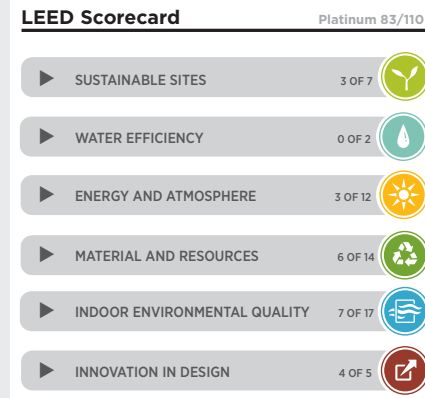 LEED Scorecard Platinum 83/110
SUSTAINABLE SITES 3 OF 7
WATER EFFICIENCY 0 OF 2
ENERGY AND ATMOSPHERE 3 OF 12
MATERIAL AND RESOURCES 6 OF 14
INDOOR ENVIRONMENTAL QUALITY 7 OF 17
INNOVATION IN DESIGN 4 OF 5